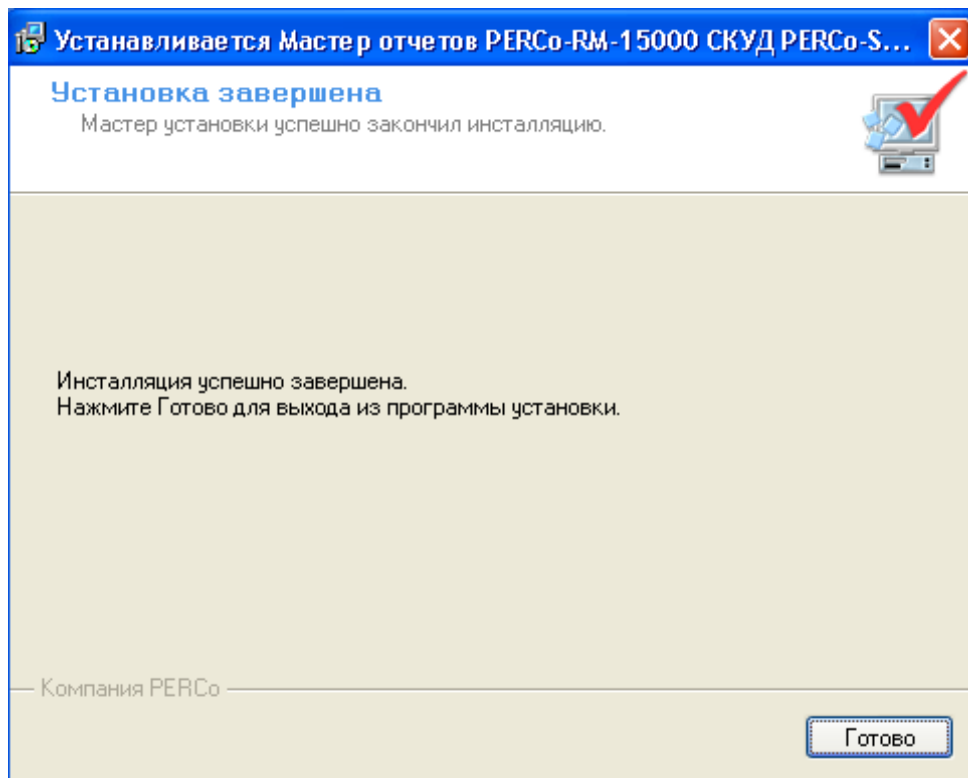 Устанавливается Мастер отчетов PERCo-RM-15000 СКУД PERCo-S...
Установка завершена
Мастер установки успешно закончил инсталляцию.
Инсталляция успешно завершена.
Нажмите Готово для выхода из программы установки.
Компания PERCo
Готово